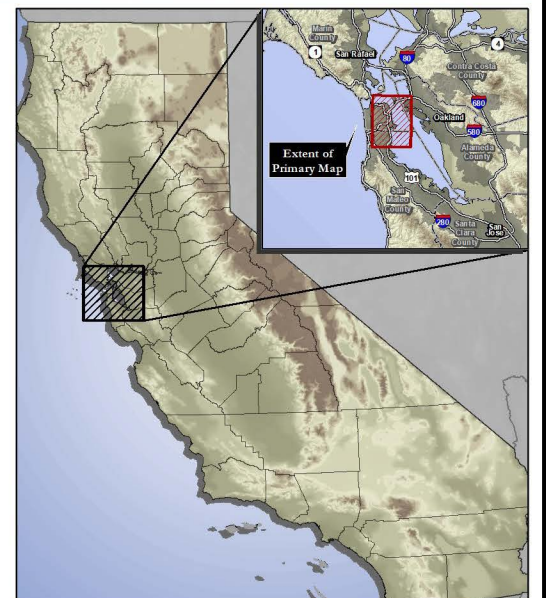 Marin
County
1
San Rafael
80
4
Contra Costa
County
680
Oakland
580
Extent of
Primary Map
Alameda
County
101
San
Mateo
County
280
Santa
Clara
County
San
Jose